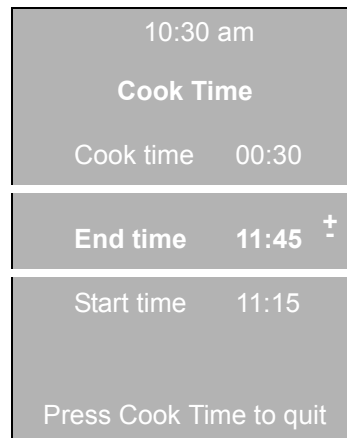 10:30 am
Cook Time
Cook time 00:30
End time 11:45 +
-
Start time 11:15
Press Cook Time to quit